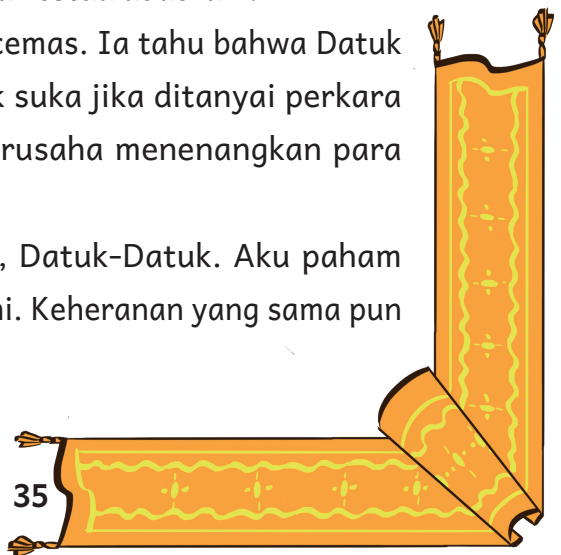 cemas. Ia tahu bahwa Datuk
suka jika ditanyai perkara
rusaha menenangkan para
, Datuk-Datuk. Aku paham
ni. Keheranan yang sama pun
35